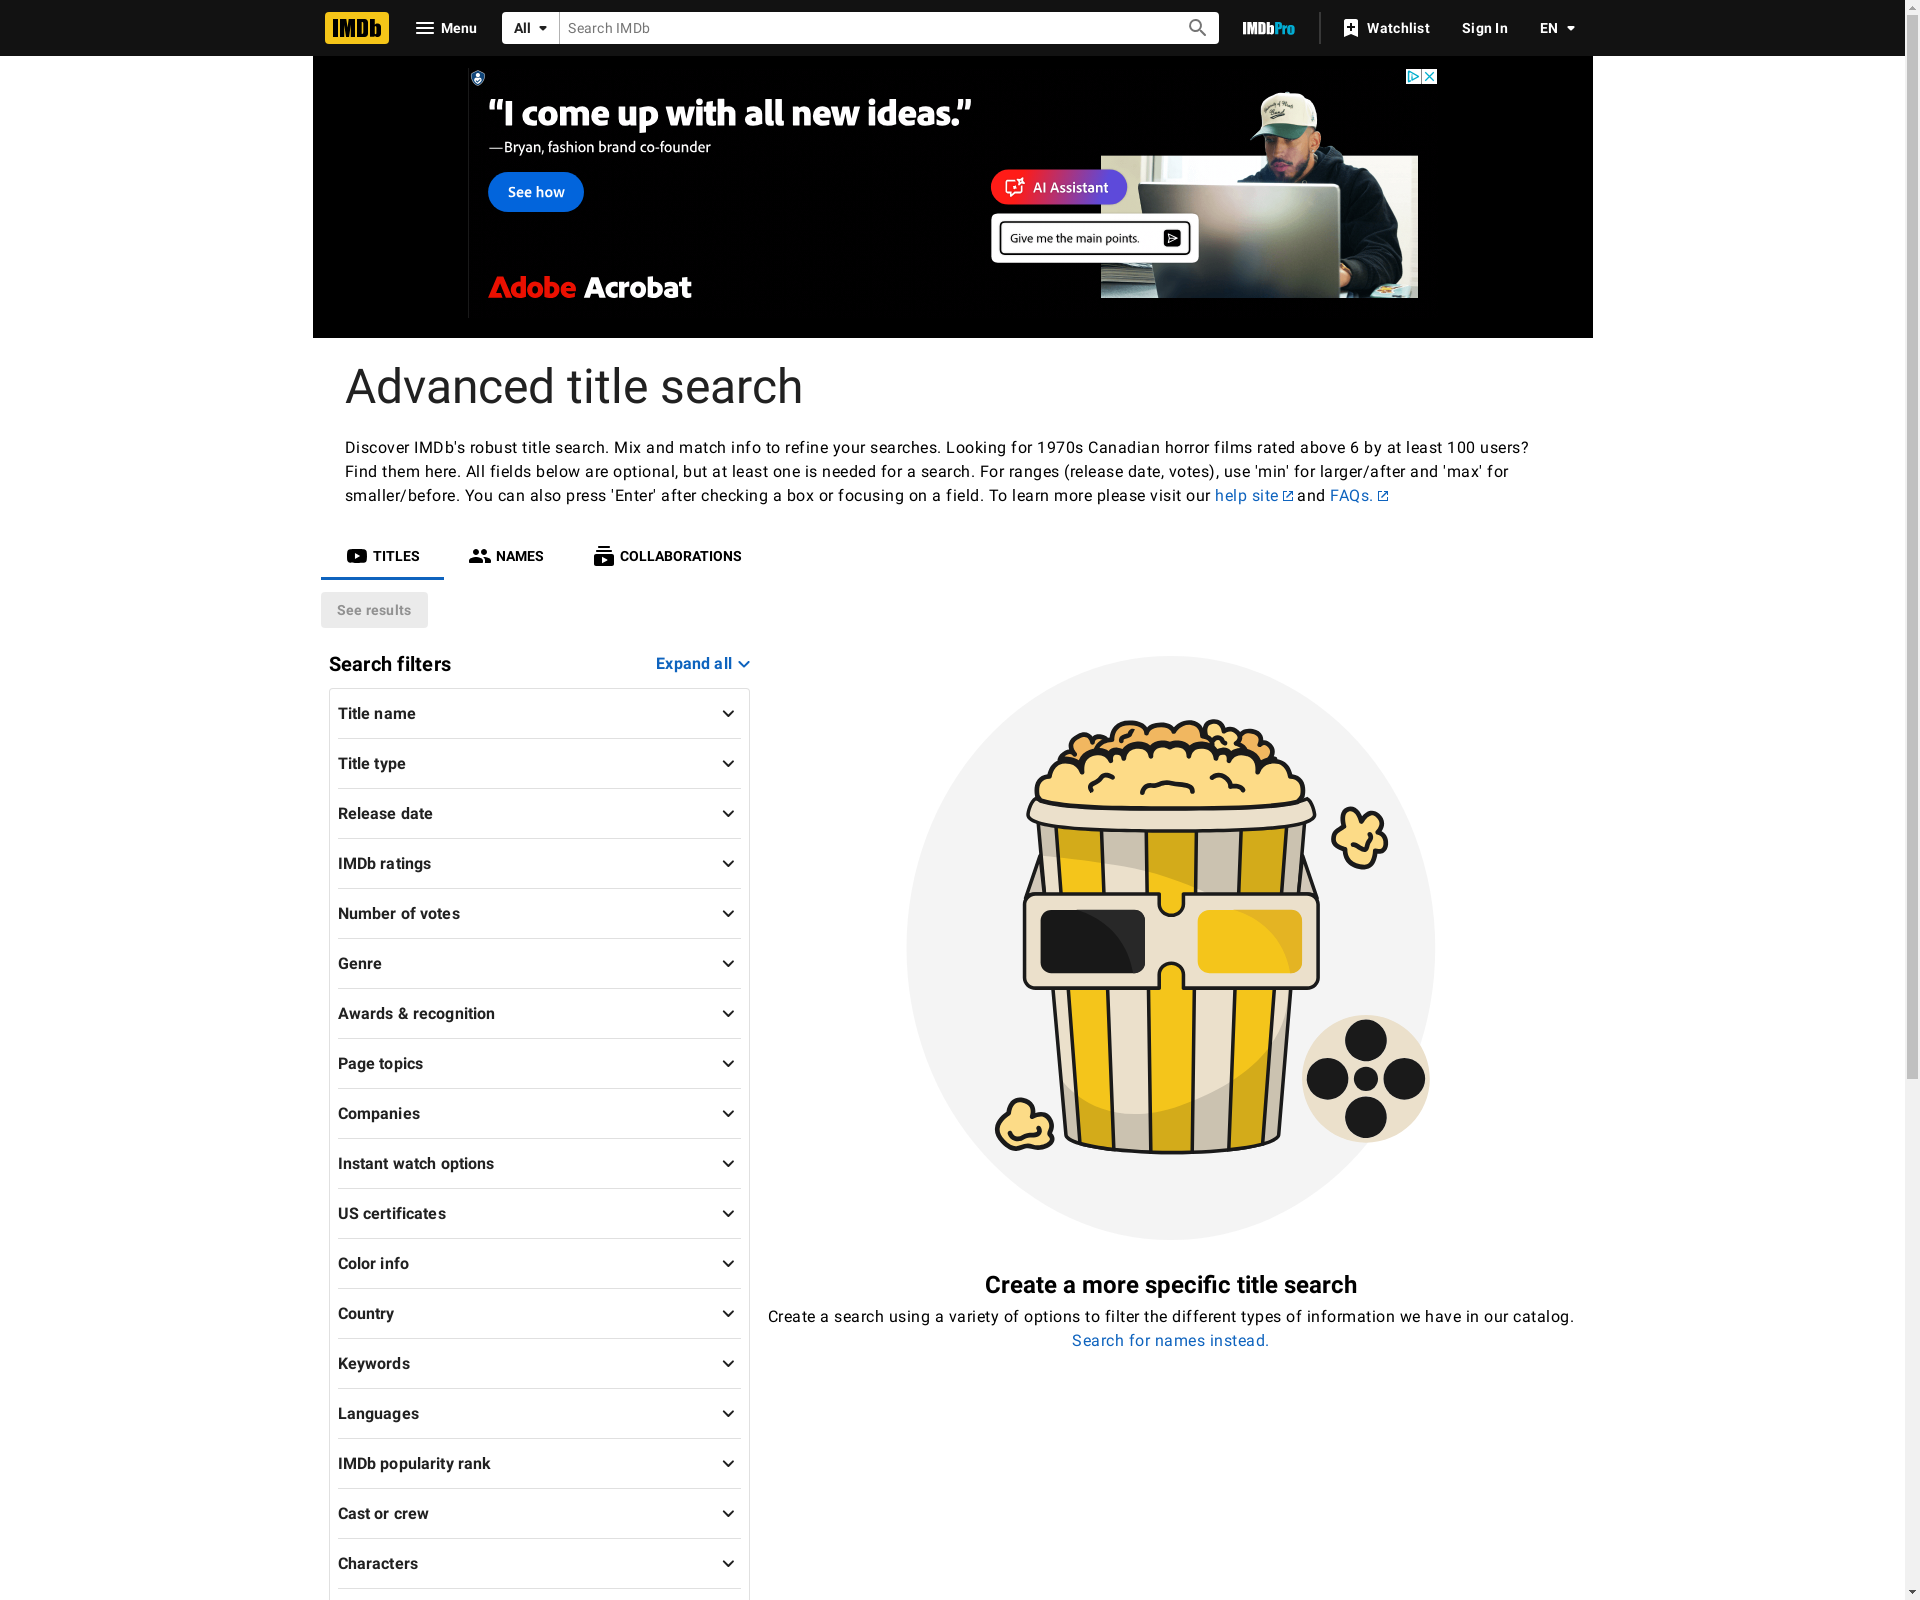 IMDb
Menu
All
Search IMDb
IMDbPro
Watchlist
Sign In
EN
“I come up with all new ideas.”
—Bryan, fashion brand co-founder
See how
AI Assistant
Give me the main points.
Adobe Acrobat
Advanced title search
Discover IMDb's robust title search. Mix and match info to refine your searches. Looking for 1970s Canadian horror films rated above 6 by at least 100 users?
Find them here. All fields below are optional, but at least one is needed for a search. For ranges (release date, votes), use 'min' for larger/after and 'max' for
smaller/before. You can also press 'Enter' after checking a box or focusing on a field. To learn more please visit our help site and FAQs.
TITLES
NAMES
COLLABORATIONS
See results
Search filters
Expand all
Title name
Title type
Release date
IMDb ratings
Number of votes
Genre
Awards & recognition
Page topics
Companies
Instant watch options
US certificates
Color info
Country
Keywords
Languages
IMDb popularity rank
Cast or crew
Characters
Create a more specific title search
Create a search using a variety of options to filter the different types of information we have in our catalog.
Search for names instead.